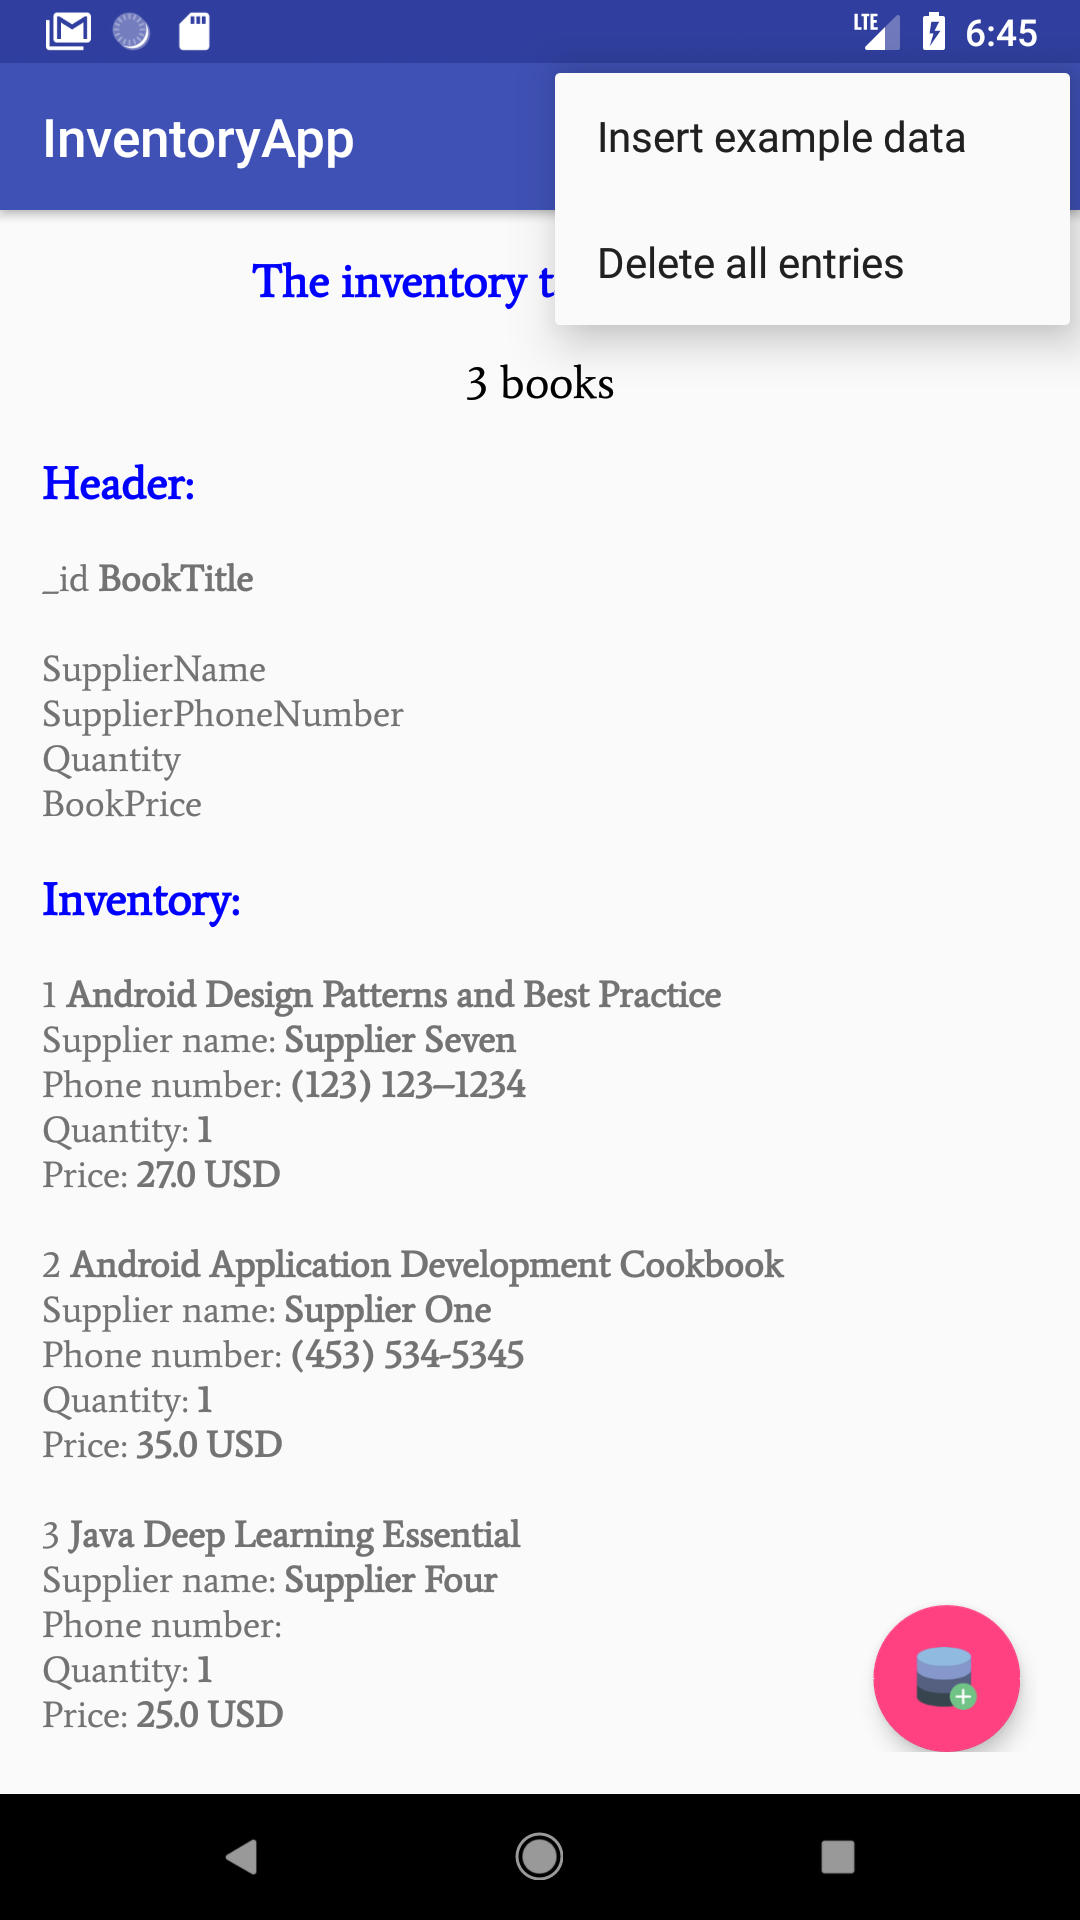 LTE 6:45
InventoryApp
Insert example data
Delete all entries
The inventory
3 books
Header:
_id BookTitle
SupplierName
SupplierPhoneNumber
Quantity
BookPrice
Inventory:
1 Android Design Patterns and Best Practice
Supplier name: Supplier Seven
Phone number: (123) 123–1234
Quantity: 1
Price: 27.0 USD
2 Android Application Development Cookbook
Supplier name: Supplier One
Phone number: (453) 534-5345
Quantity: 1
Price: 35.0 USD
3 Java Deep Learning Essential
Supplier name: Supplier Four
Phone number:
Quantity: 1
Price: 25.0 USD